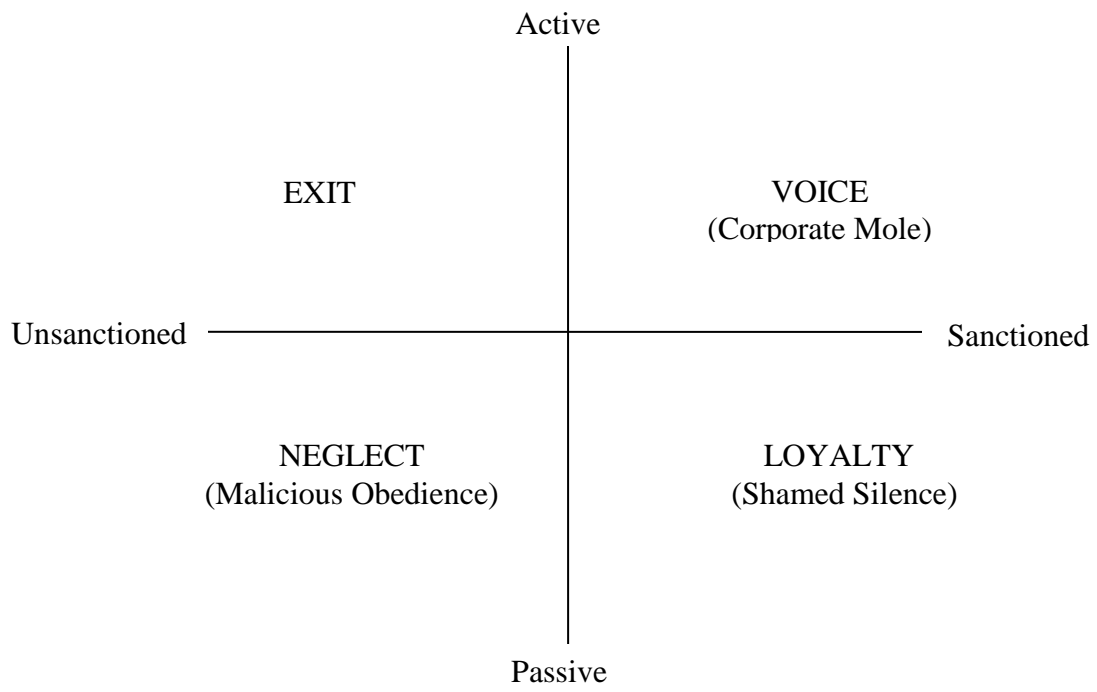 Active
EXIT
VOICE
(Corporate Mole)
Unsanctioned
Sanctioned
NEGLECT
(Malicious Obedience)
LOYALTY
(Shamed Silence)
Passive